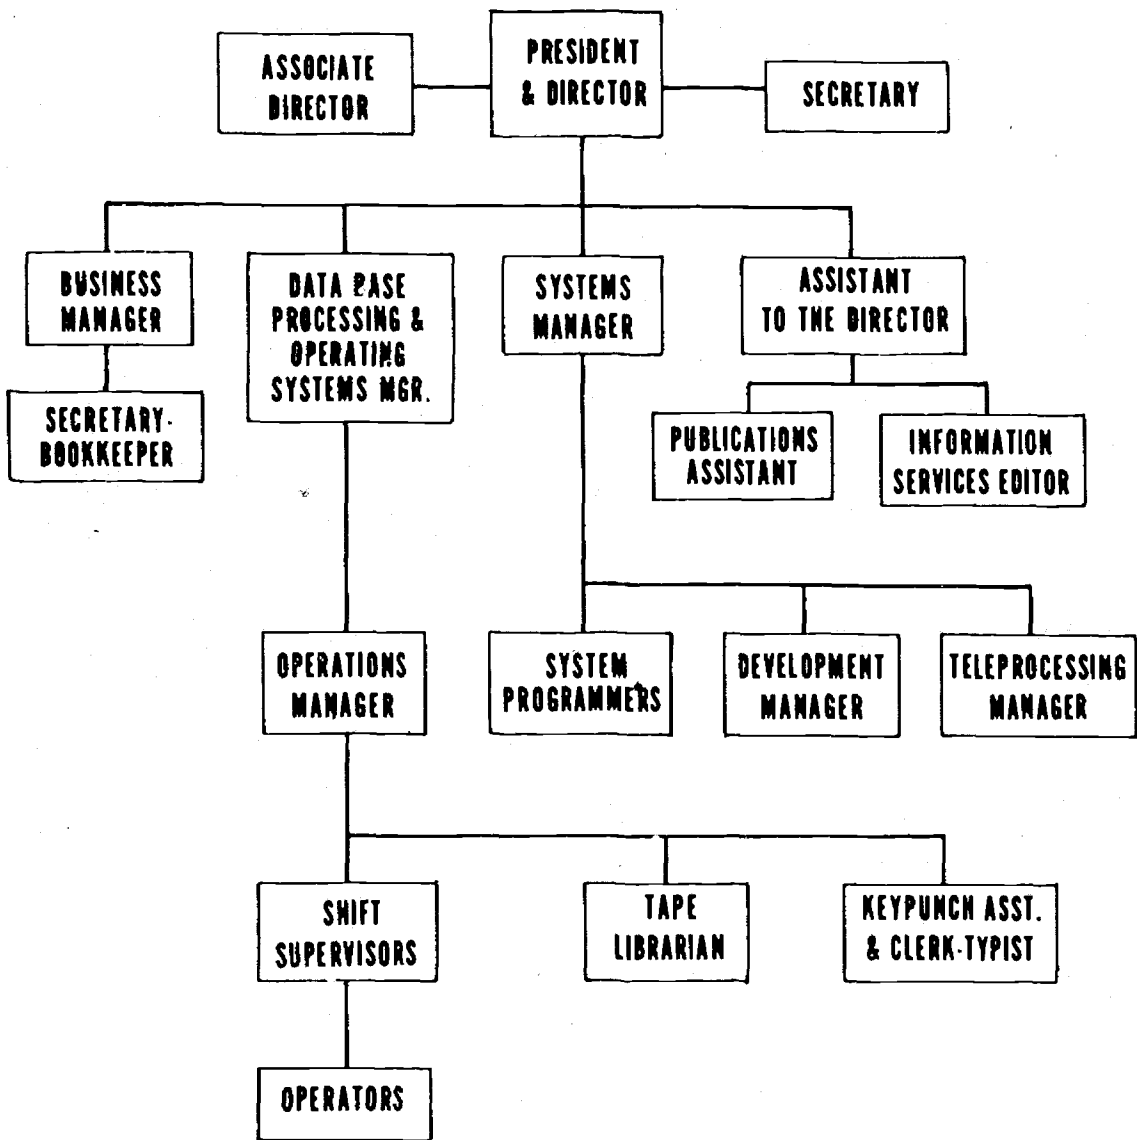 ASSOCIATE
DIRECTOR
PRESIDENT
& DIRECTOR
SECRETARY
BUSINESS
MANAGER
DATA BASE
PROCESSING &
OPERATING
SYSTEMS MGR.
SYSTEMS
MANAGER
ASSISTANT
TO THE DIRECTOR
SECRETARY-
BOOKKEEPER
PUBLICATIONS
ASSISTANT
INFORMATION
SERVICES EDITOR
OPERATIONS
MANAGER
SYSTEM
PROGRAMMERS
DEVELOPMENT
MANAGER
TELEPROCESSING
MANAGER
SHIFT
SUPERVISORS
TAPE
LIBRARIAN
KEYPUNCH ASST.
& CLERK-TYPIST
OPERATORS